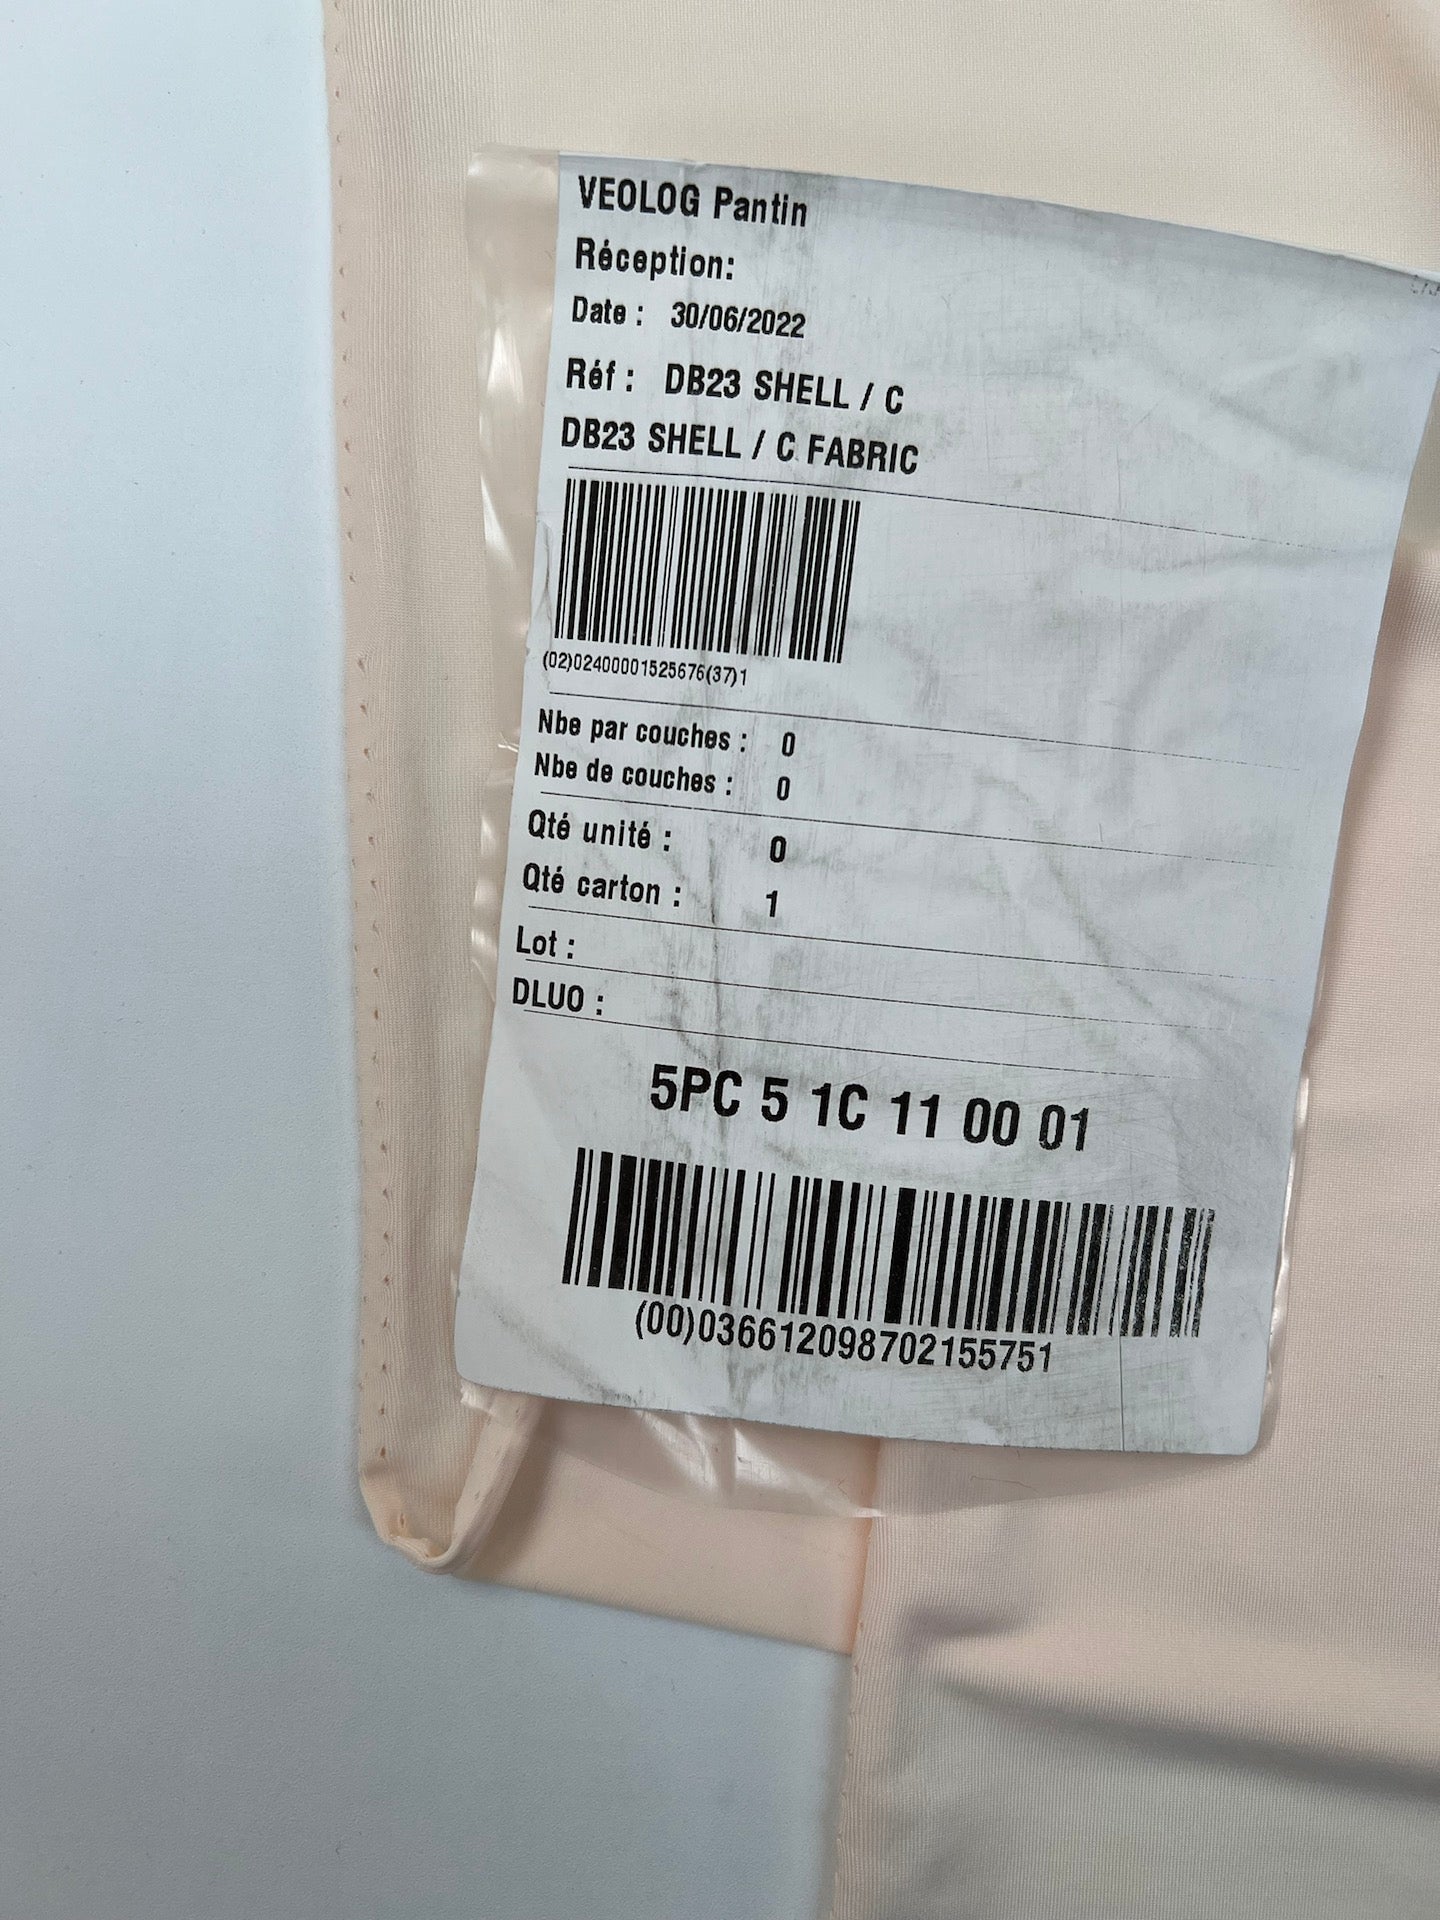 VEOLOG Pantin
Réception:
Date : 30/06/2022
Réf : DB23 SHELL / C
DB23 SHELL / C FABRIC
(02)02400001525676(37)1
Nbe par couches : 0
Nbe de couches : 0
Qté unité : 0
Qté carton : 1
Lot :
DLUO :
5PC 5 1C 11 00 01
(00)036612098702155751